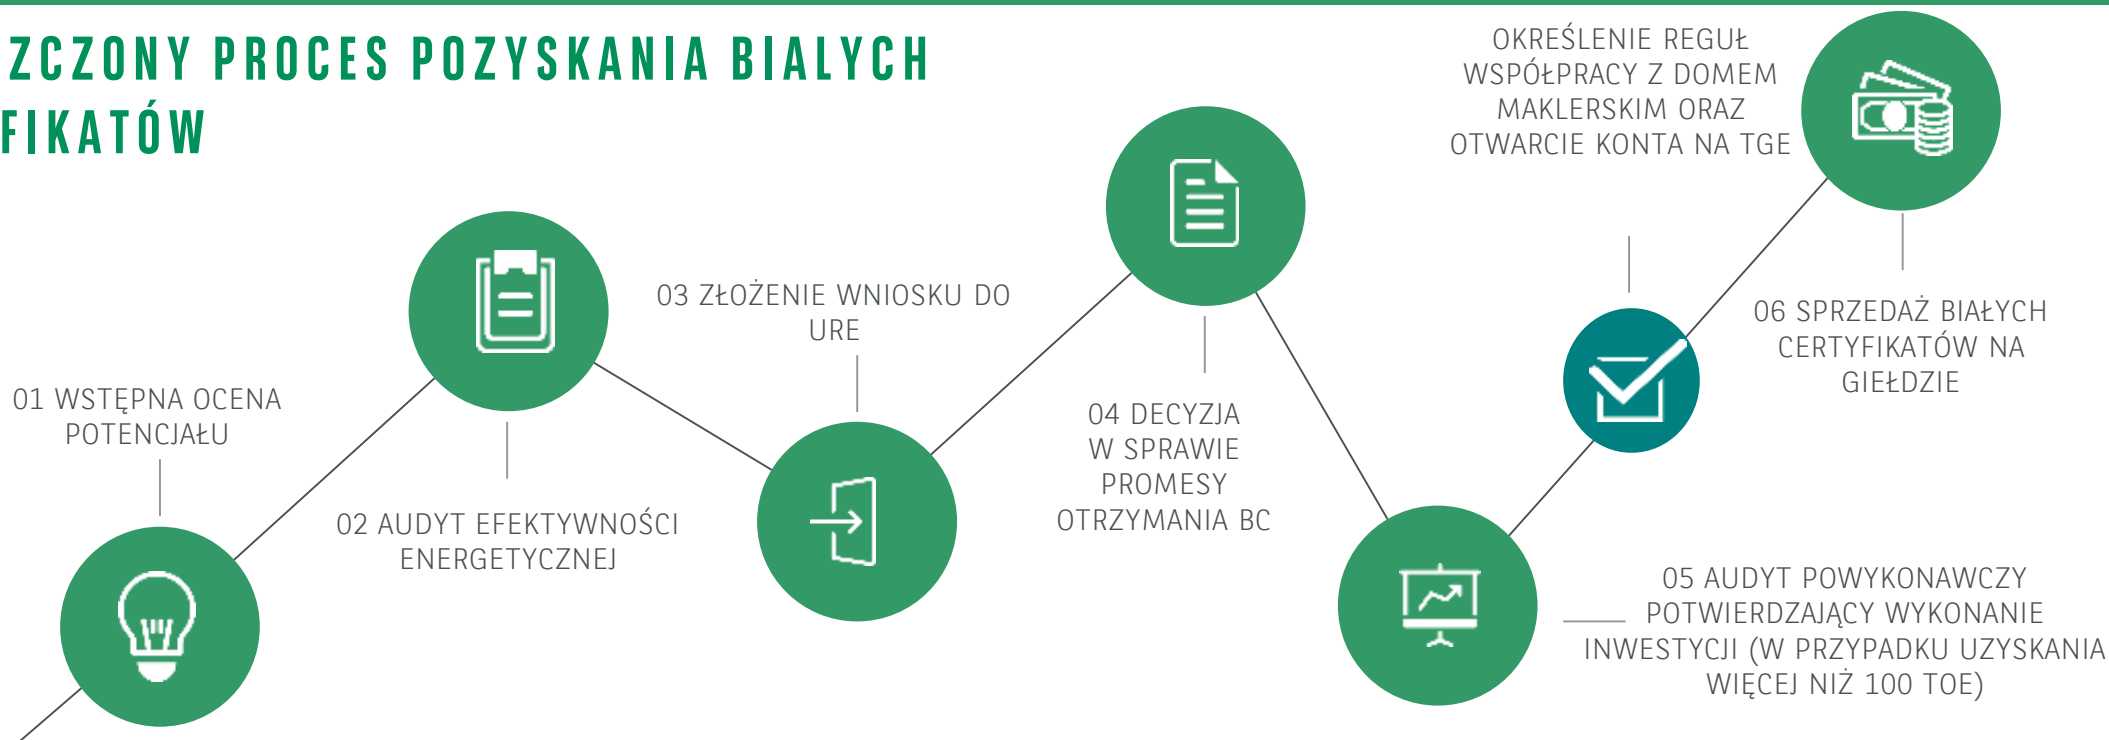 ZCZONY PROCES POZYSKANIA BIALYCH
FIKATÓW
01 WSTĘPNA OCENA
POTENCJAŁU
02 AUDYT EFEKTYWNOŚCI
ENERGETYCZNEJ
03 ZŁOŻENIE WNIOSKU DO
URE
04 DECYZJA
W SPRAWIE
PROMESY
OTRZYMANIA BC
05 AUDYT POWYKONAWCZY
POTWIERDZAJĄCY WYKONANIE
INWESTYCJI (W PRZYPADKU UZYSKANIA
WIĘCEJ NIŻ 100 TOE)
OKREŚLENIE REGUŁ
WSPÓŁPRACY Z DOMEM
MAKLERSKIM ORAZ
OTWARCIE KONTA NA TGE
06 SPRZEDAŻ BIAŁYCH
CERTYFIKATÓW NA
GIEŁDZIE